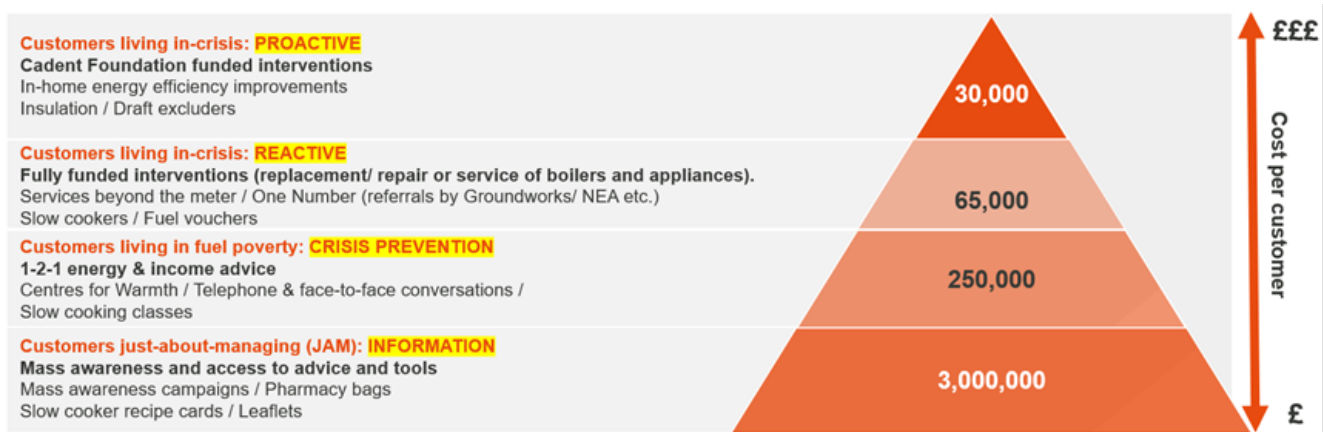 Customers living in-crisis: PROACTIVE
Cadent Foundation funded interventions
In-home energy efficiency improvements
Insulation / Draft excluders
30,000
Customers living in-crisis: REACTIVE
Fully funded interventions (replacement/ repair or service of boilers and appliances).
Services beyond the meter / One Number (referrals by Groundworks/ NEA etc.)
Slow cookers / Fuel vouchers
65,000
Customers living in fuel poverty: CRISIS PREVENTION
1-2-1 energy & income advice
Centres for Warmth / Telephone & face-to-face conversations /
Slow cooking classes
250,000
Customers just-about-managing (JAM): INFORMATION
Mass awareness and access to advice and tools
Mass awareness campaigns / Pharmacy bags
Slow cooker recipe cards / Leaflets
3,000,000
£££
Cost per customer
£